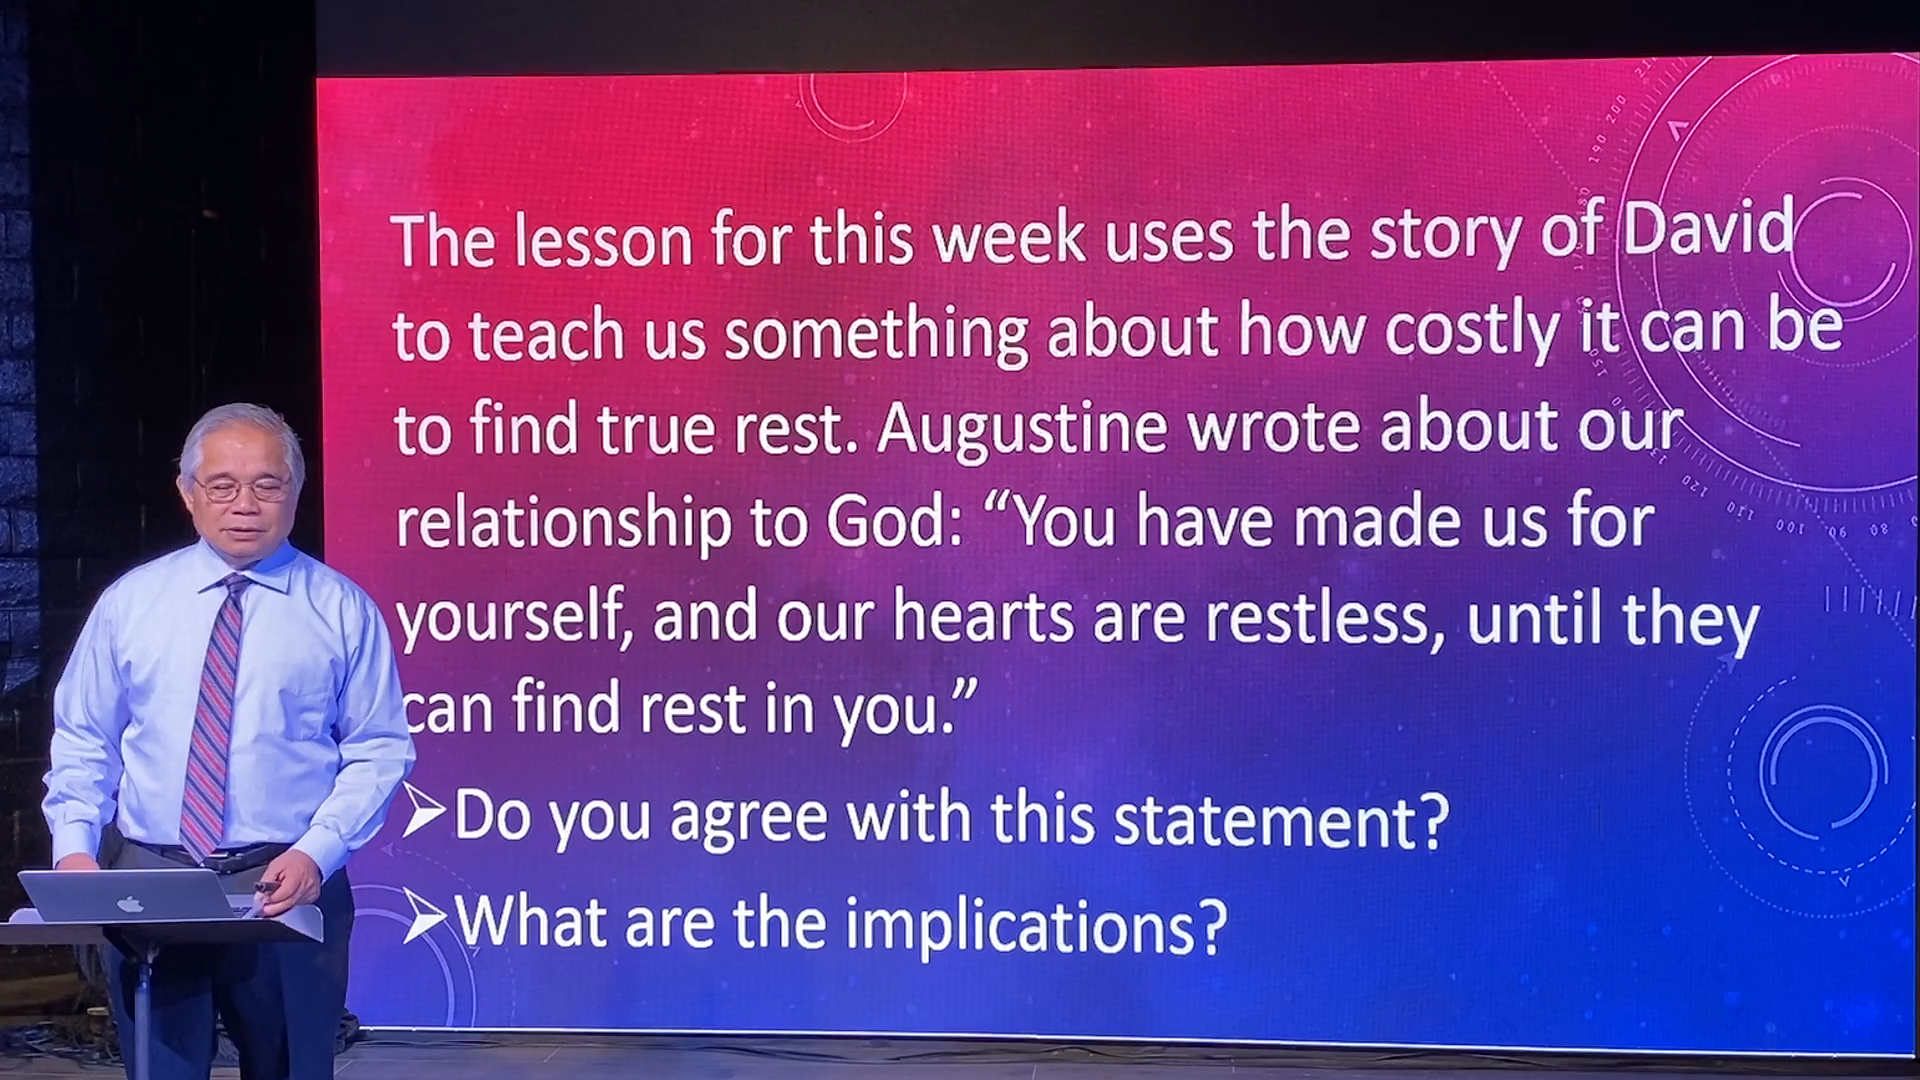 The lesson for this week uses the story of David
to teach us something about how costly it can be
to find true rest. Augustine wrote about our
relationship to God: “You have made us for
yourself, and our hearts are restless, until they
can find rest in you.”
Do you agree with this statement?
What are the implications?